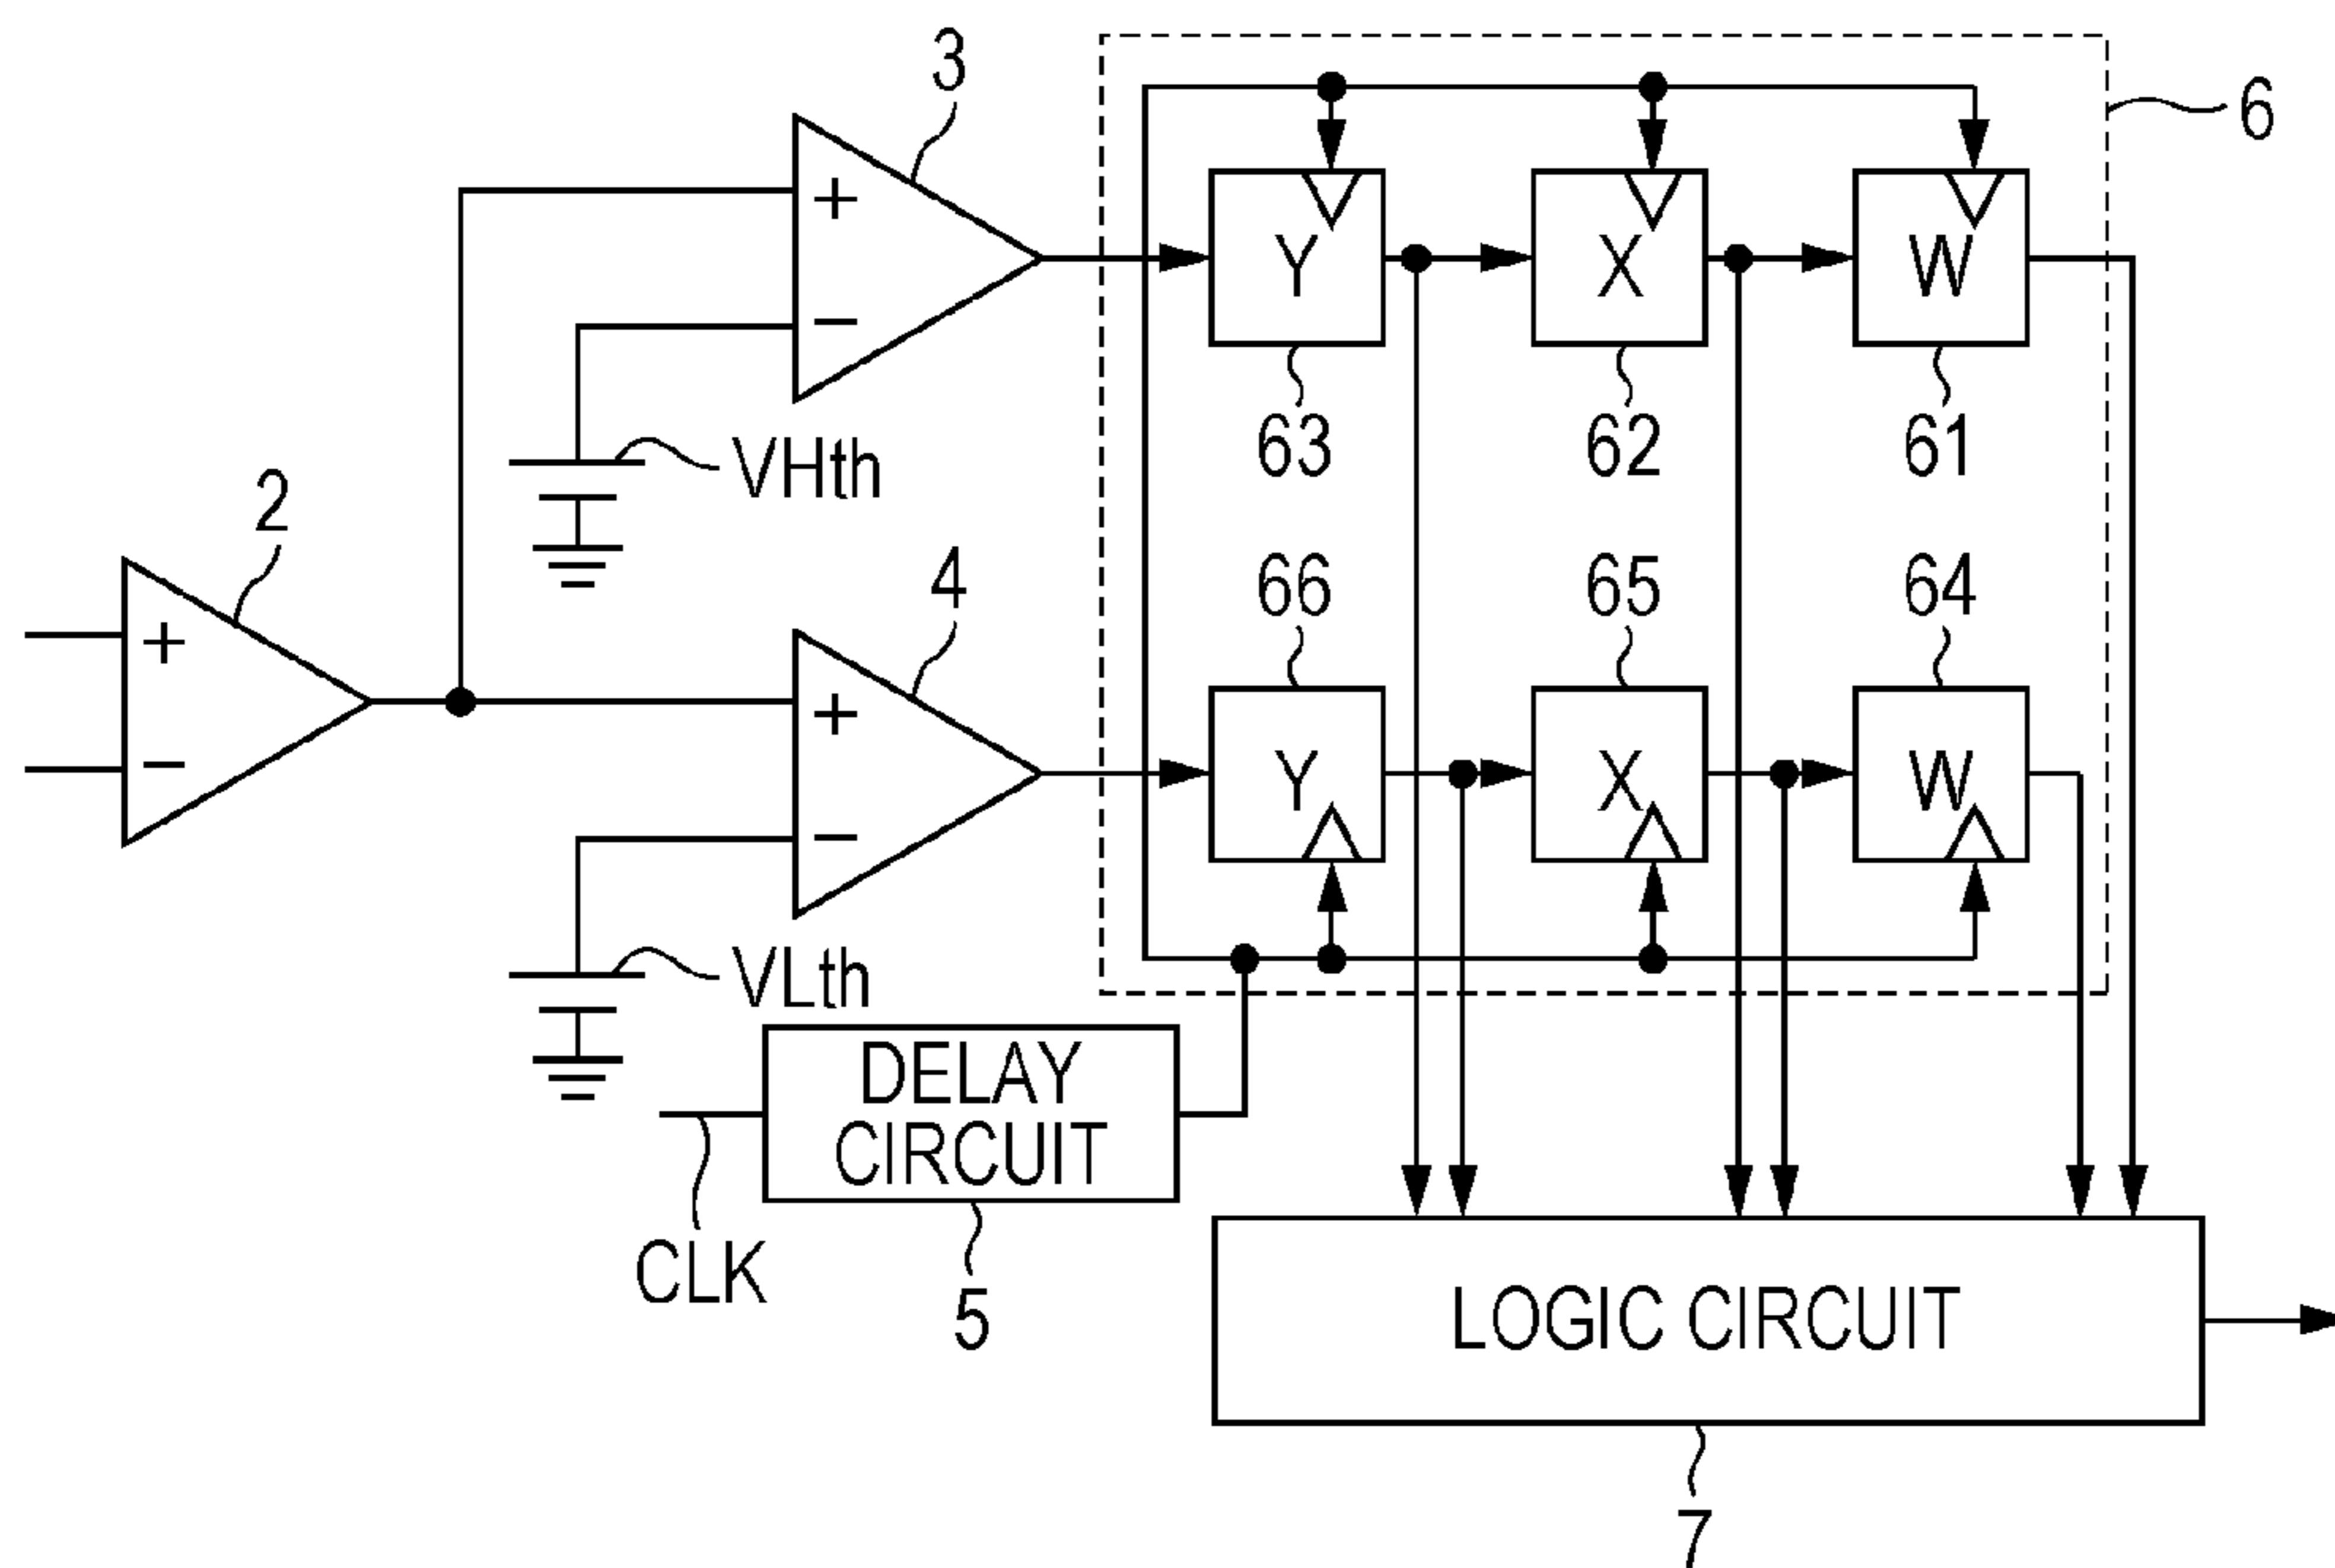 3
6
+
Y
X
W
−
63
62
61
VHth
2
4
66
65
64
+
+
−
Y
X
W
−
VLth
DELAY
CIRCUIT
CLK
5
LOGIC CIRCUIT
7